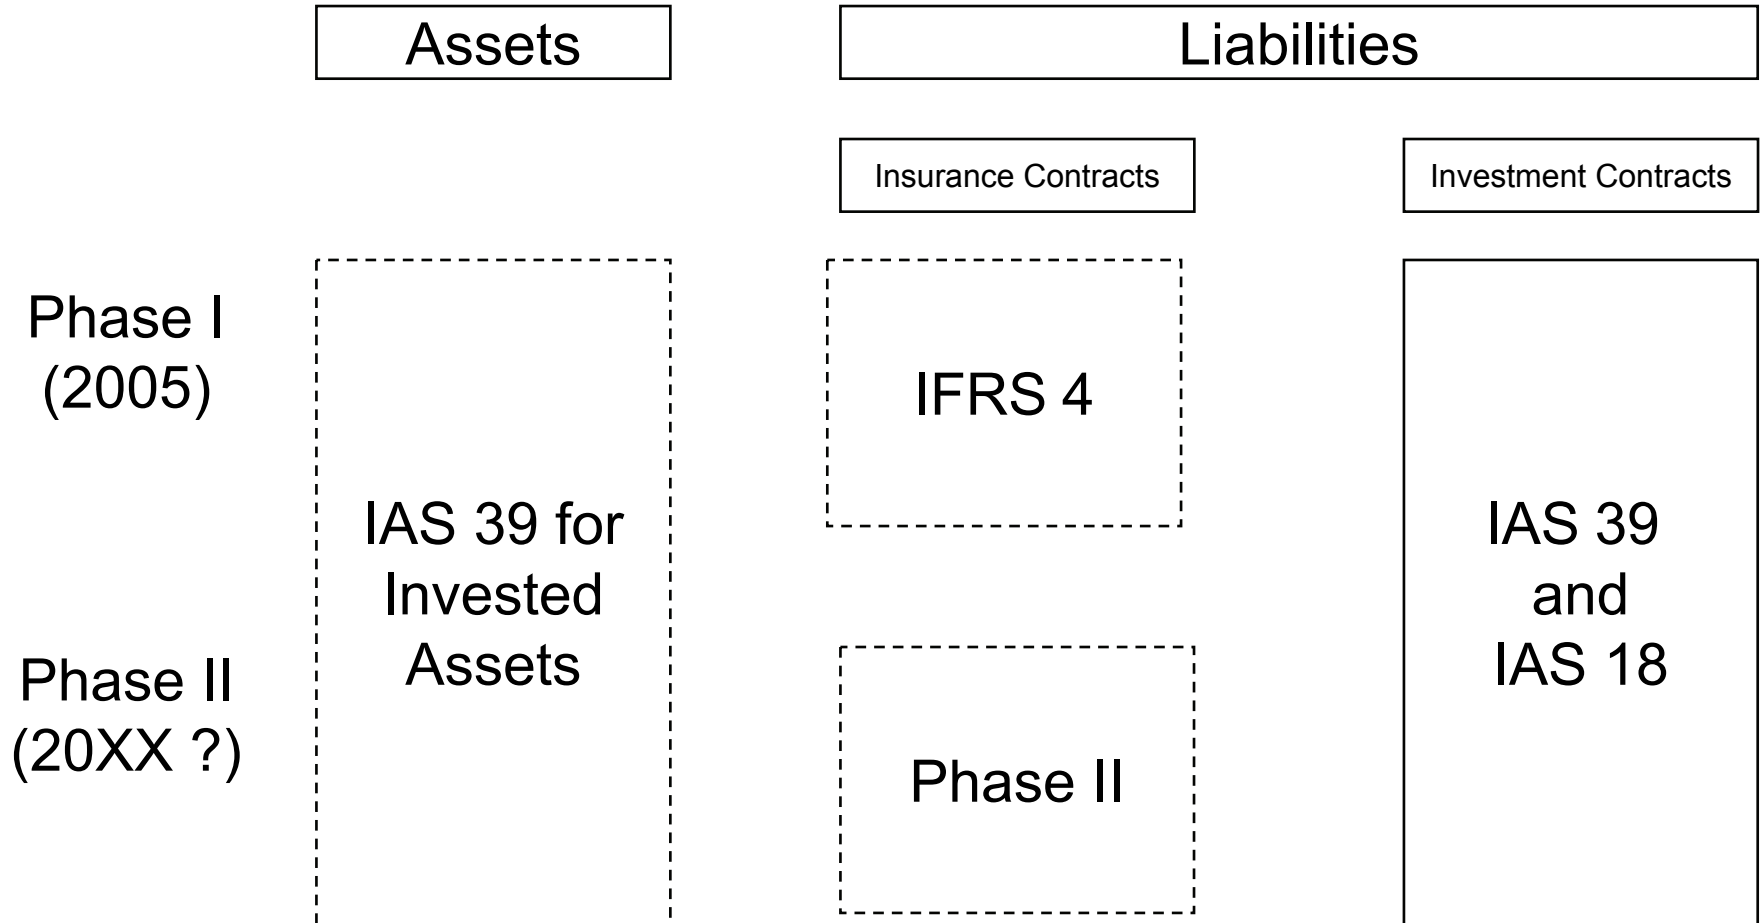 Assets
Liabilities
Insurance Contracts
Investment Contracts
Phase I
(2005)
IAS 39 for
Invested
Assets
IFRS 4
IAS 39
and
IAS 18
Phase II
(20XX ?)
Phase II